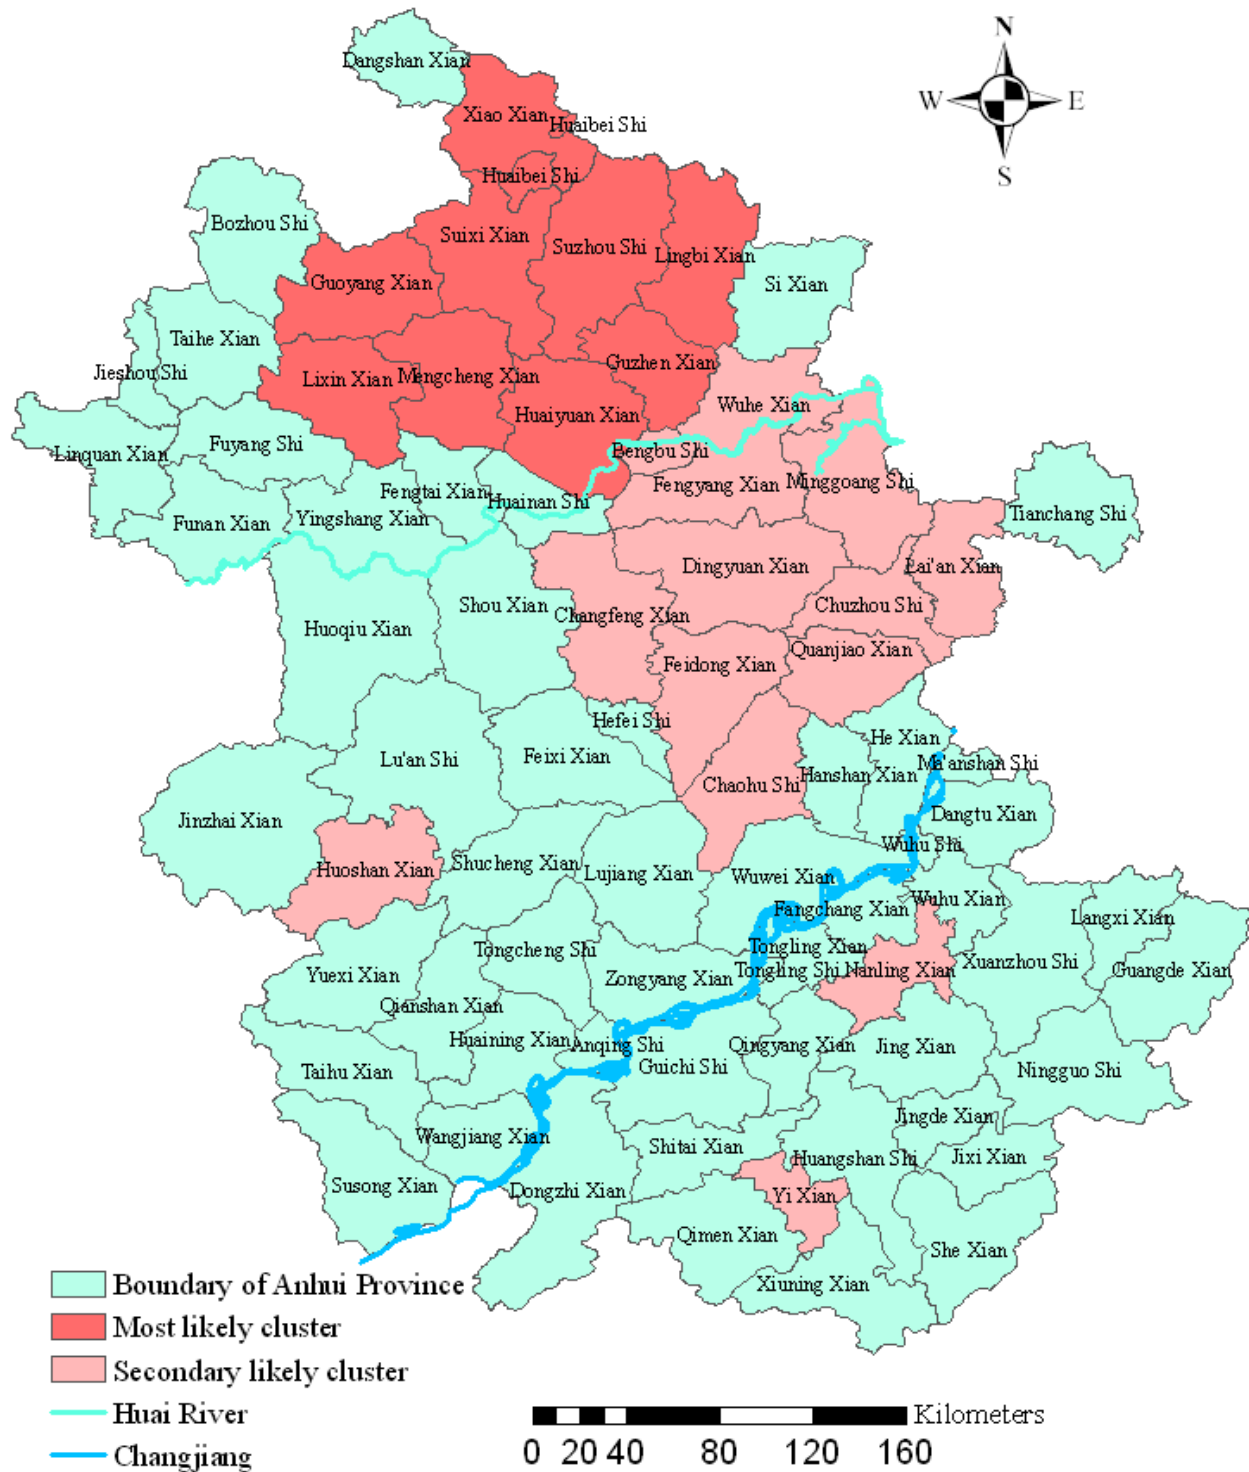 N
W
E
S
Dangshan Xian
Xiao Xian
Huaibei Shi
Huaibei Shi
Bozhou Shi
Suixi Xian
Suzhou Shi
Lingbi Xian
Guoyang Xian
Si Xian
Taihe Xian
Jieshou Shi
Lixin Xian
Mengcheng Xian
Guzhen Xian
Huaiyuan Xian
Wuhe Xian
Linquan Xian
Fuyang Shi
Bengbu Shi
Fengyang Xian
Minggoang Shi
Fengtai Xian
Huainan Shi
Funan Xian
Yingshang Xian
Tianchang Shi
Dingyuan Xian
Lai'an Xian
Shou Xian
Changfeng Xian
Chuzhou Shi
Huoqiu Xian
Feidong Xian
Quanjiao Xian
Hefei Shi
He Xian
Lu'an Shi
Feixi Xian
Ma'anshan Shi
Chaohu Shi
Hanshan Xian
Jinzhai Xian
Dangtu Xian
Wuhu Shi
Huoshan Xian
Shucheng Xian
Lujiang Xian
Wuwei Xian
Wuhu Xian
Fangchang Xian
Langxi Xian
Tongcheng Shi
Tongling Xian
Yuexi Xian
Zongyang Xian
Tongling Shi
Nanling Xian
Xuanzhou Shi
Guangde Xian
Qianshan Xian
Huaining Xian
Anqing Shi
Qingyang Xian
Jing Xian
Taihu Xian
Guichi Shi
Ningguo Shi
Wangjiang Xian
Shitai Xian
Jingde Xian
Huangshan Shi
Jixi Xian
Susong Xian
Dongzhi Xian
Yi Xian
Qimen Xian
She Xian
Xiuning Xian
Boundary of Anhui Province
Most likely cluster
Secondary likely cluster
Huai River
Changjiang
Kilometers
0 20 40 80 120 160